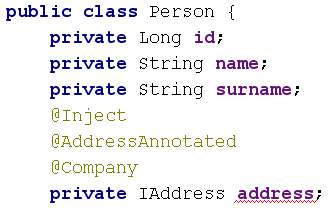 public class Person {
private Long id;
private String name;
private String surname;
@Inject
@AddressAnnotated
@Company
private IAddress address;